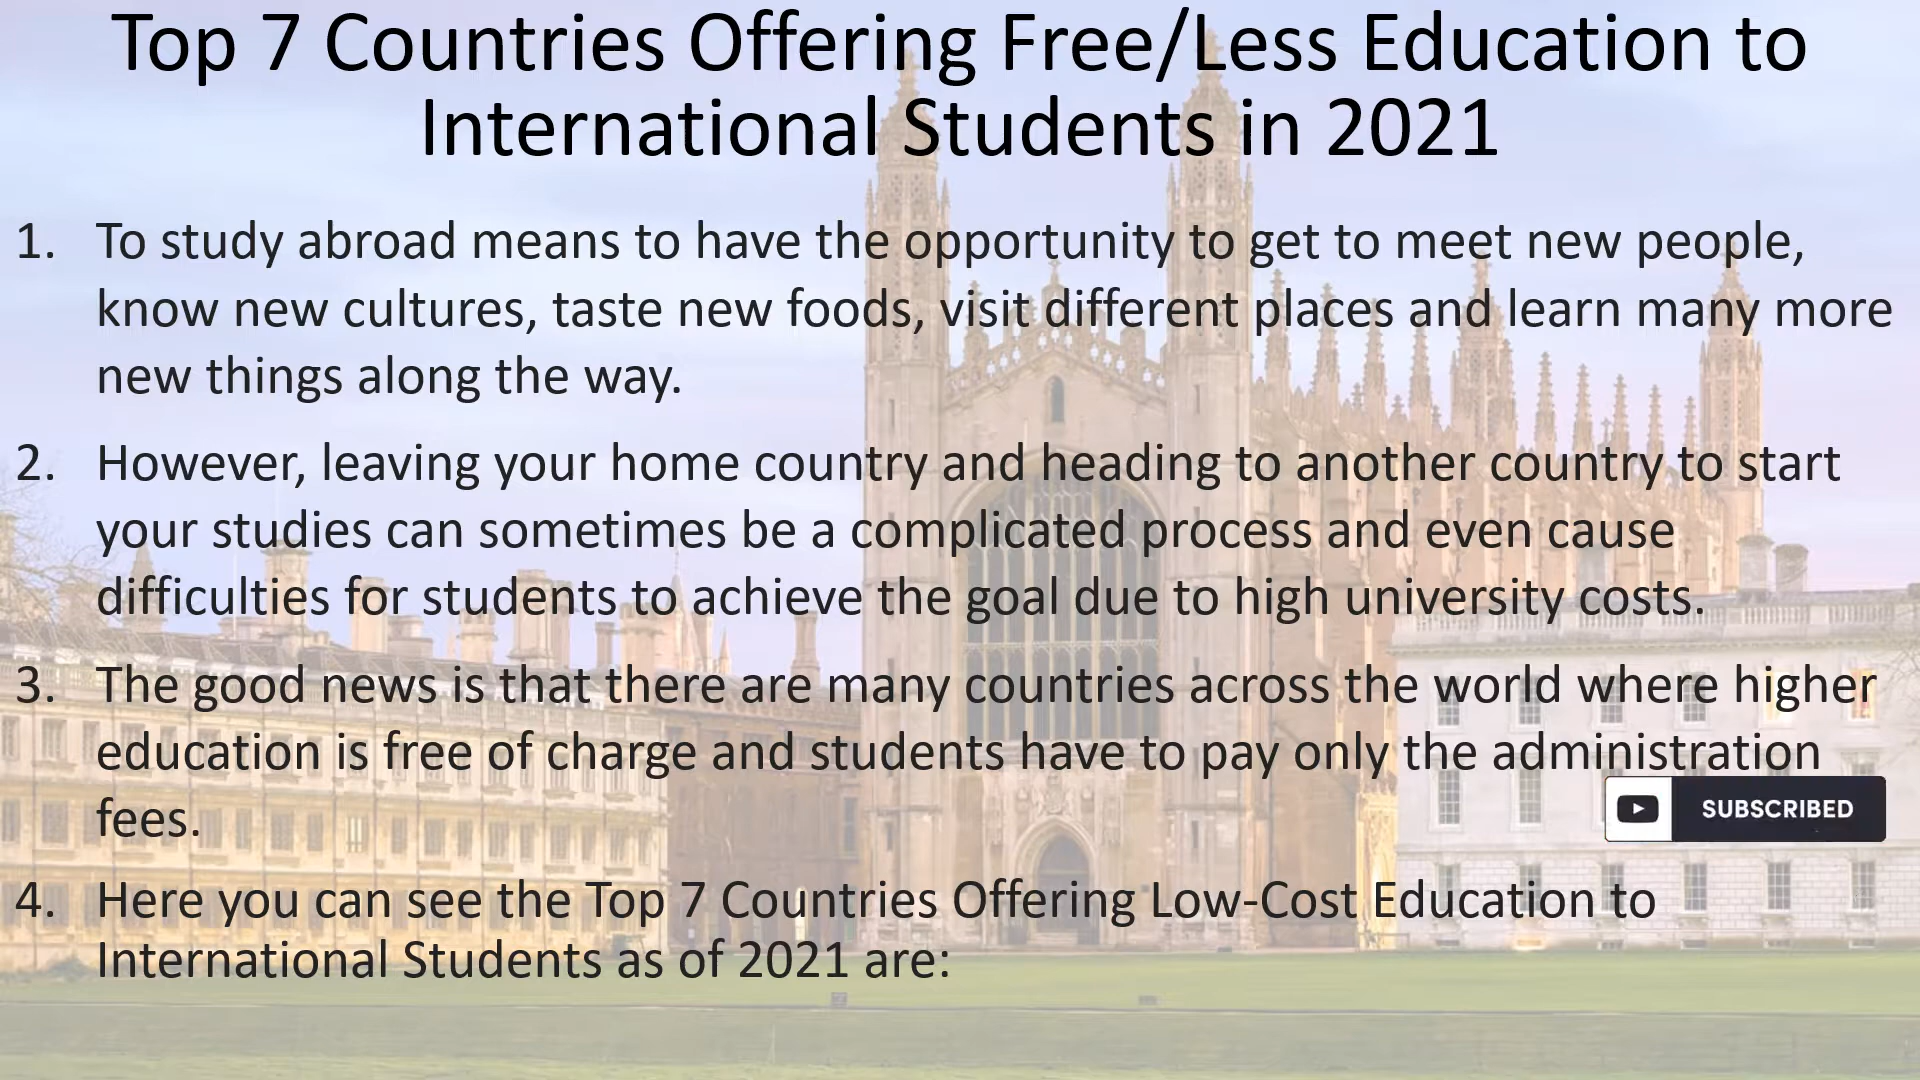 Top 7 Countries Offering Free/Less Education to
International Students in 2021
1. To study abroad means to have the opportunity to get to meet new people,
know new cultures, taste new foods, visit different places and learn many more
new things along the way.
2. However, leaving your home country and heading to another country to start
your studies can sometimes be a complicated process and even cause
difficulties for students to achieve the goal due to high university costs.
3. The good news is that there are many countries across the world where higher
education is free of charge and students have to pay only the administration
fees.
SUBSCRIBED
4. Here you can see the Top 7 Countries Offering Low-Cost Education to
International Students as of 2021 are: